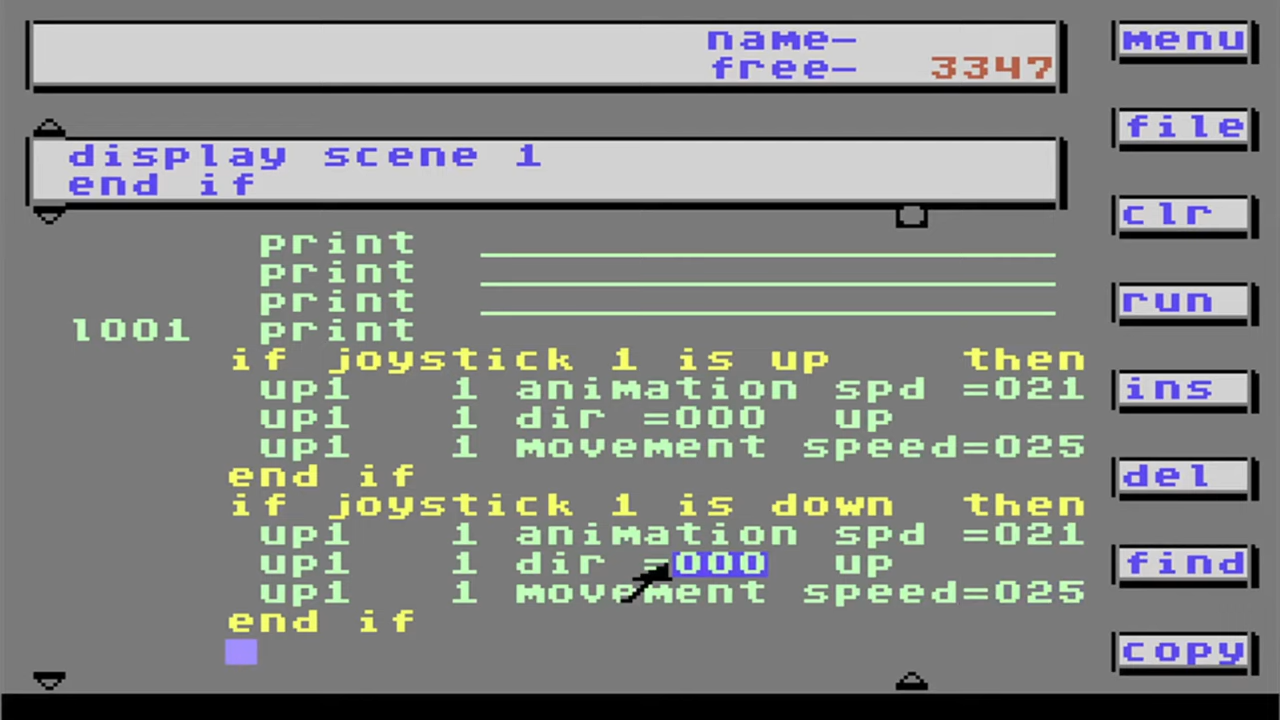 name-
free- 3347
display scene 1
end if
print
print
print
l001 print
if joystick 1 is up then
up1 1 animation spd =021
up1 1 dir =000 up
up1 1 movement speed=025
end if
if joystick 1 is down then
up1 1 animation spd =021
up1 1 dir =000 up
up1 1 movement speed=025
end if
menu
file
clr
run
ins
del
find
copy